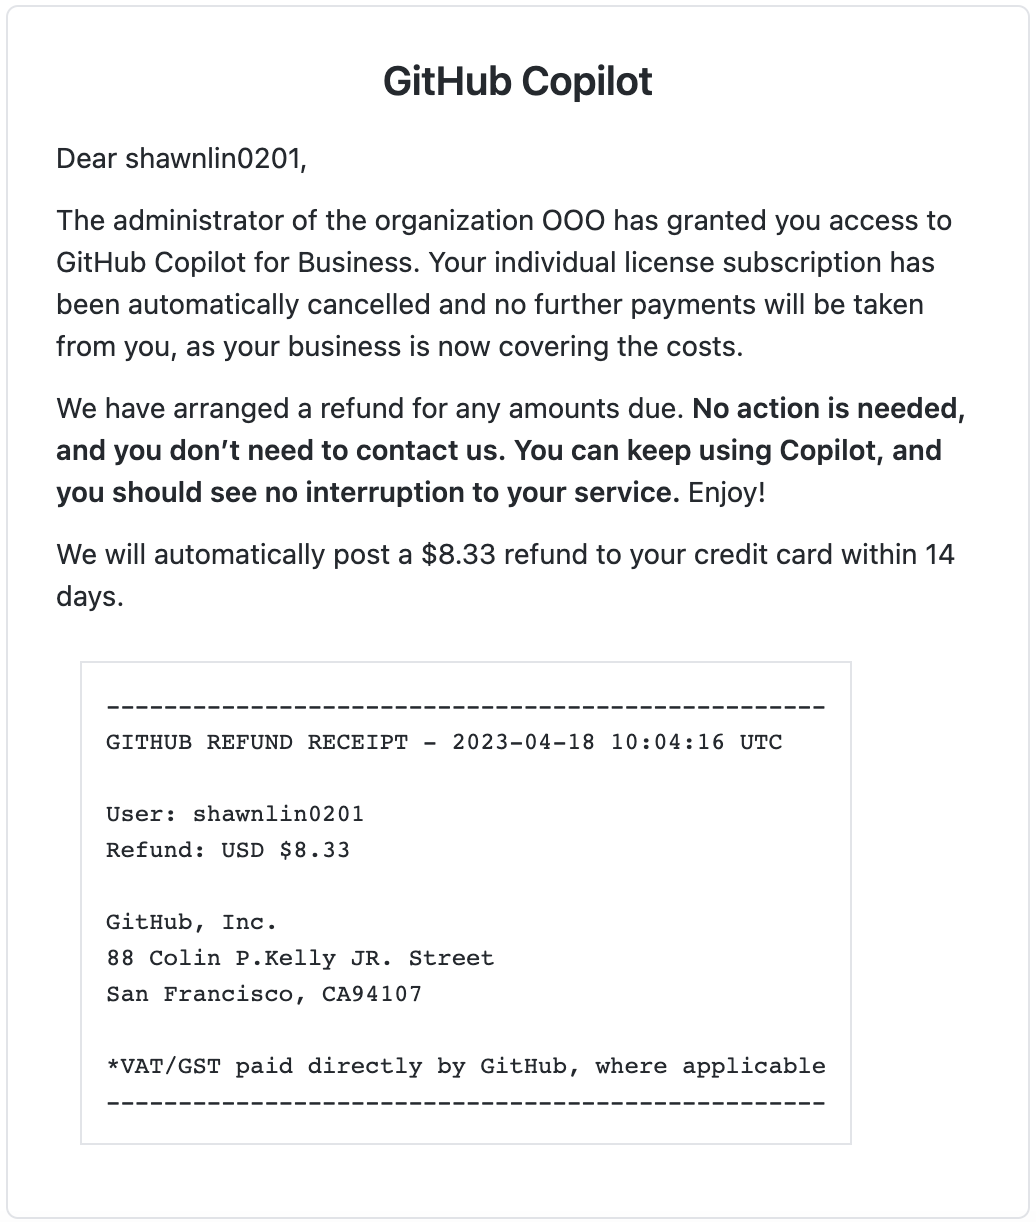 GitHub Copilot
Dear shawnlin0201,
The administrator of the organization OOO has granted you access to
GitHub Copilot for Business. Your individual license subscription has
been automatically cancelled and no further payments will be taken
from you, as your business is now covering the costs.
We have arranged a refund for any amounts due. No action is needed,
and you don’t need to contact us. You can keep using Copilot, and
you should see no interruption to your service. Enjoy!
We will automatically post a $8.33 refund to your credit card within 14
days.
--------------------------------------------------
GITHUB REFUND RECEIPT - 2023-04-18 10:04:16 UTC
User: shawnlin0201
Refund: USD $8.33
GitHub, Inc.
88 Colin P.Kelly JR. Street
San Francisco, CA94107
*VAT/GST paid directly by GitHub, where applicable
--------------------------------------------------